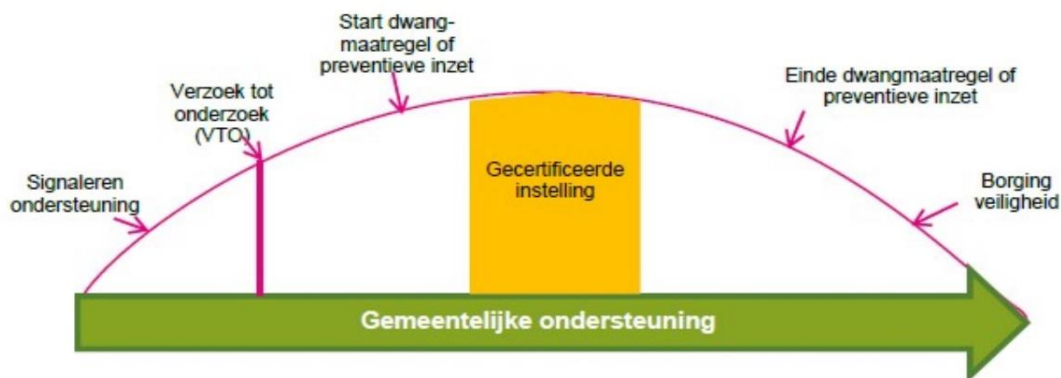 Signaleren
ondersteuning
Verzoek tot
onderzoek
(VTO)
Start dwang-
maatregel of
preventieve inzet
Gecertificeerde
instelling
Einde dwangmaatregel of
preventieve inzet
Borging
veiligheid
Gemeentelijke ondersteuning